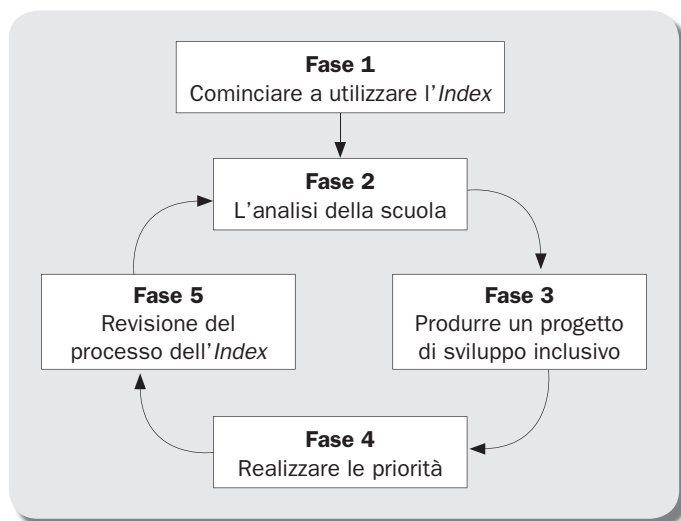 Fase 1
Cominciare a utilizzare l'Index
Fase 2
L'analisi della scuola
Fase 3
Produrre un progetto
di sviluppo inclusivo
Fase 4
Realizzare le priorità
Fase 5
Revisione del
processo dell'Index